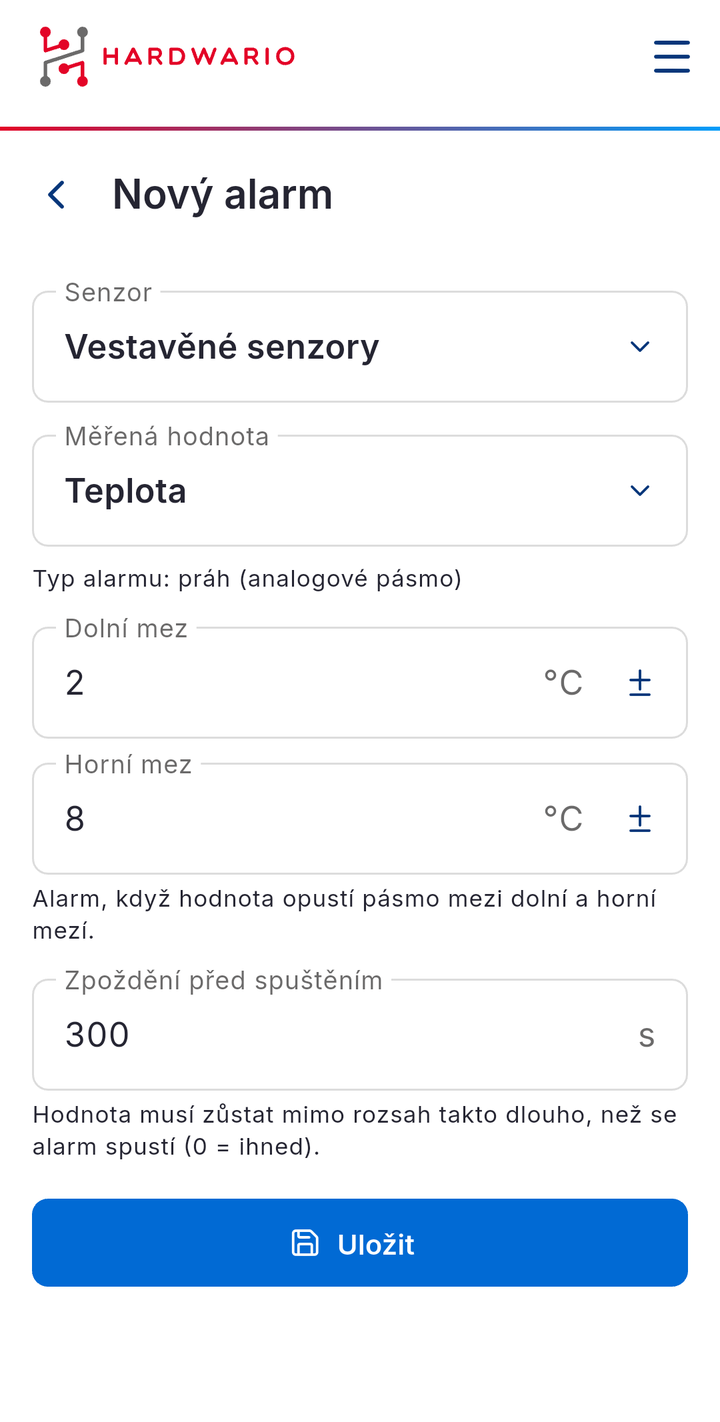 HARDWARIO
Nový alarm
Senzor
Vestavěné senzory
Měřená hodnota
Teplota
Typ alarmu: práh (analogové pásmo)
Dolní mez
2 °C ±
Horní mez
8 °C ±
Alarm, když hodnota opustí pásmo mezi dolní a horní
mezí.
Zpoždění před spuštěním
300 s
Hodnota musí zůstat mimo rozsah takto dlouho, než se
alarm spustí (0 = ihned).
Uložit